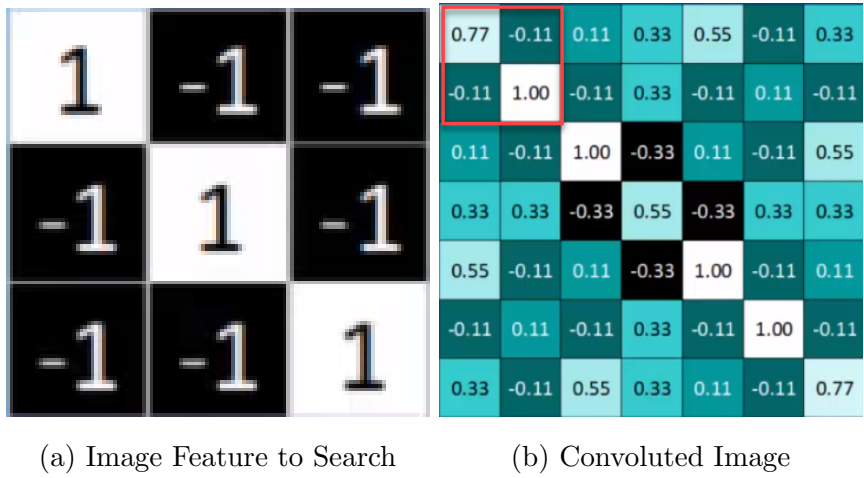 1 -1 -1
-1 1 -1
-1 -1 1
0.77 -0.11 0.11 0.33 0.55 -0.11 0.33
-0.11 1.00 -0.11 0.33 -0.11 0.11 -0.11
0.11 -0.11 1.00 -0.33 0.11 -0.11 0.55
0.33 0.33 -0.33 0.55 -0.33 0.33 0.33
0.55 -0.11 0.11 -0.33 1.00 -0.11 0.11
-0.11 0.11 -0.11 0.33 -0.11 1.00 -0.11
0.33 -0.11 0.55 0.33 0.11 -0.11 0.77
(a) Image Feature to Search
(b) Convoluted Image